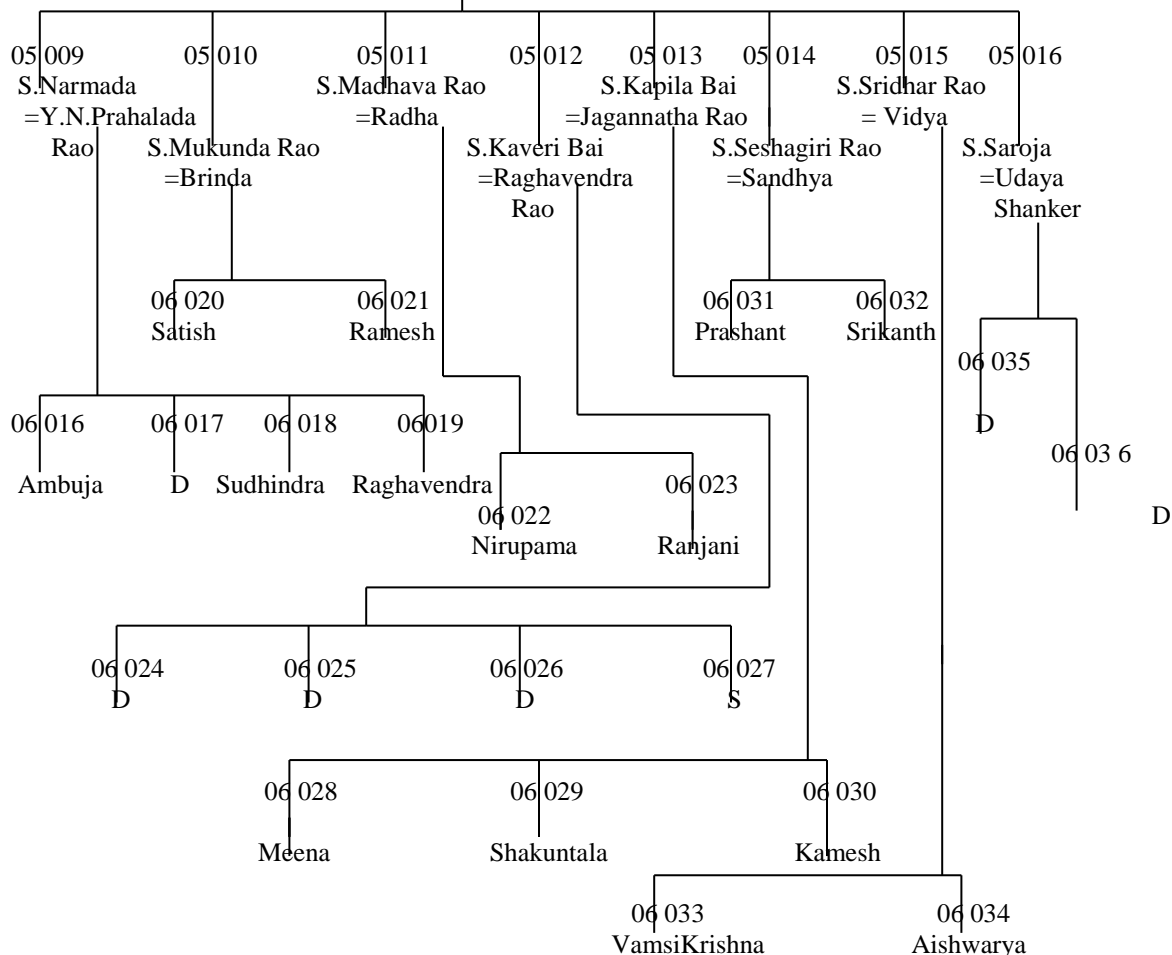 05 009 05 010 05 011 05 012 05 013 05 014 05 015 05 016
S.Narmada S.Madhava Rao S.Kapila Bai S.Sridhar Rao
=Y.N.Prahalada =Radha =Jagannatha Rao = Vidya
Rao S.Mukunda Rao S.Kaveri Bai S.Seshagiri Rao S.Saroja
=Brinda =Raghavendra =Sandhya =Udaya
Rao Shanker
06 020 06 021 06 031 06 032
Satish Ramesh Prashant Srikanth
06 035
06 016 06 017 06 018 06019 D
06 03 6
Ambuja D Sudhindra Raghavendra 06 023
06 022 D
Nirupama Ranjani
06 024 06 025 06 026 06 027
D D D S
06 028 06 029 06 030
Meena Shakuntala Kamesh
06 033 06 034
VamsiKrishna Aishwarya